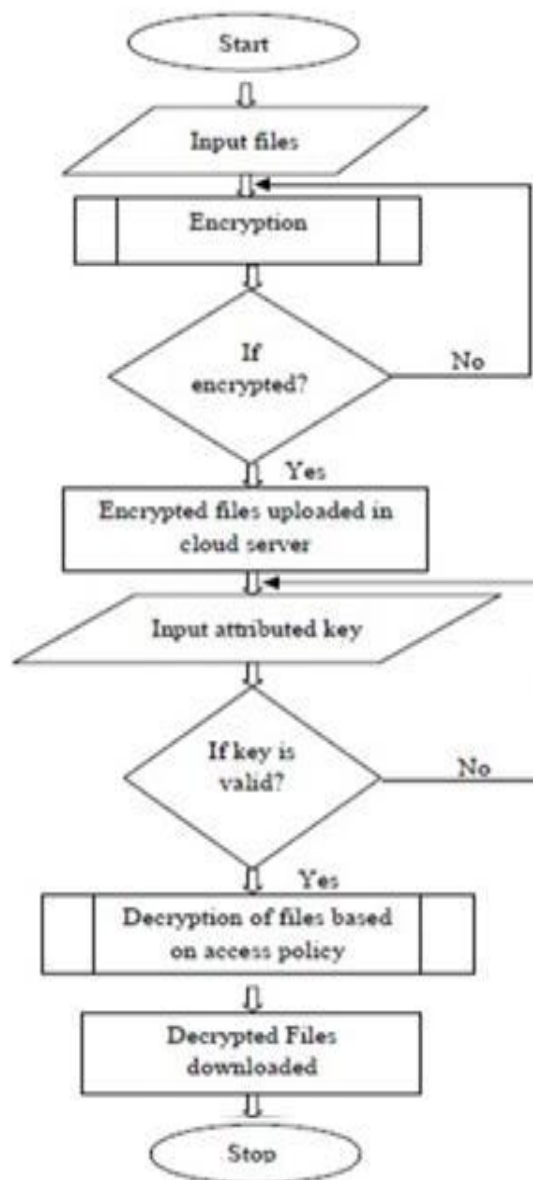 Start
Input files
Encryption
If
encrypted?
No
Yes
Encrypted files uploaded in
cloud server
Input attributed key
If key is
valid?
No
Yes
Decryption of files based
on access policy
Decrypted Files
downloaded
Stop